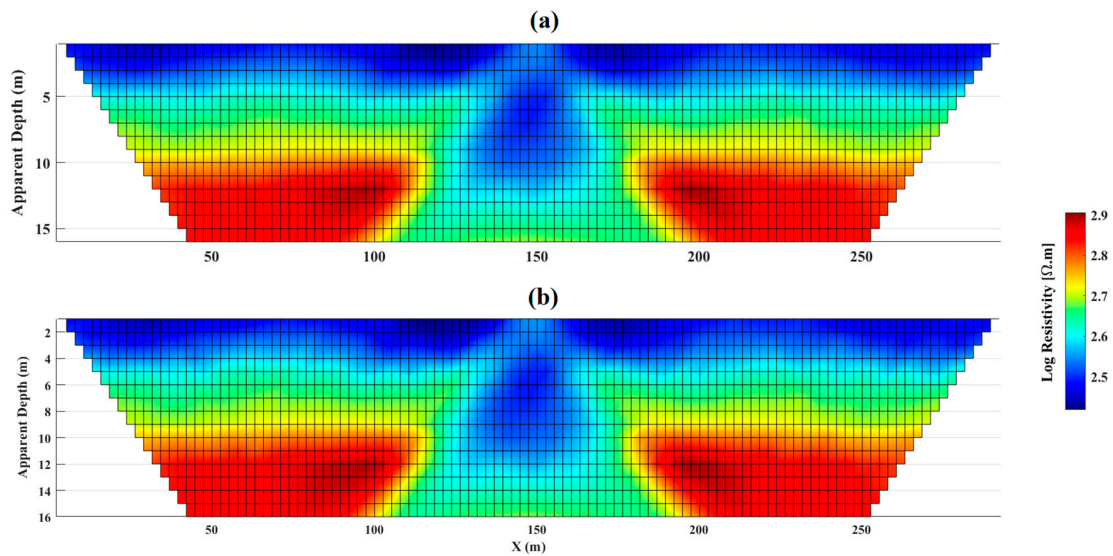 (a)
Apparent Depth (m)
5
10
15
50 100 150 200 250
(b)
Apparent Depth (m)
2
4
6
8
10
12
14
16
50 100 150 200 250
X (m)
Log Resistivity [Ω.m]
2.9
2.8
2.7
2.6
2.5